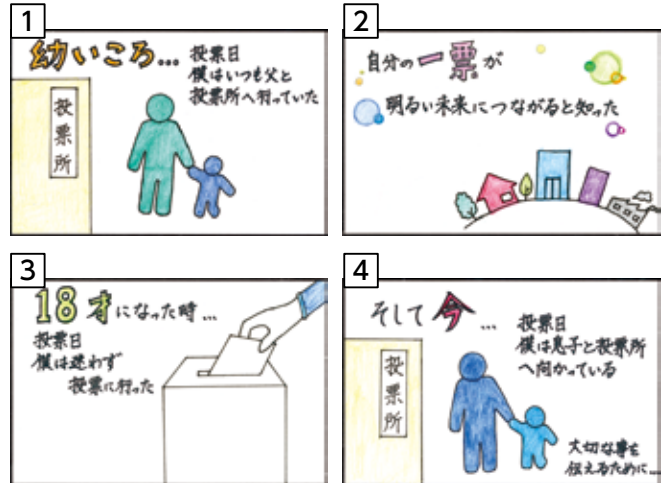 1
幼いころ...
投票日
僕はいつも父と
投票所へ行っていた
投票所
2
自分の一票が
明るい未来につながると知った
3
18才になった時...
投票日
僕は迷わず
投票に行った
4
そして今...
投票日
僕は息子と投票所
へ向かっている
投票所
大切な事を
伝えるために...